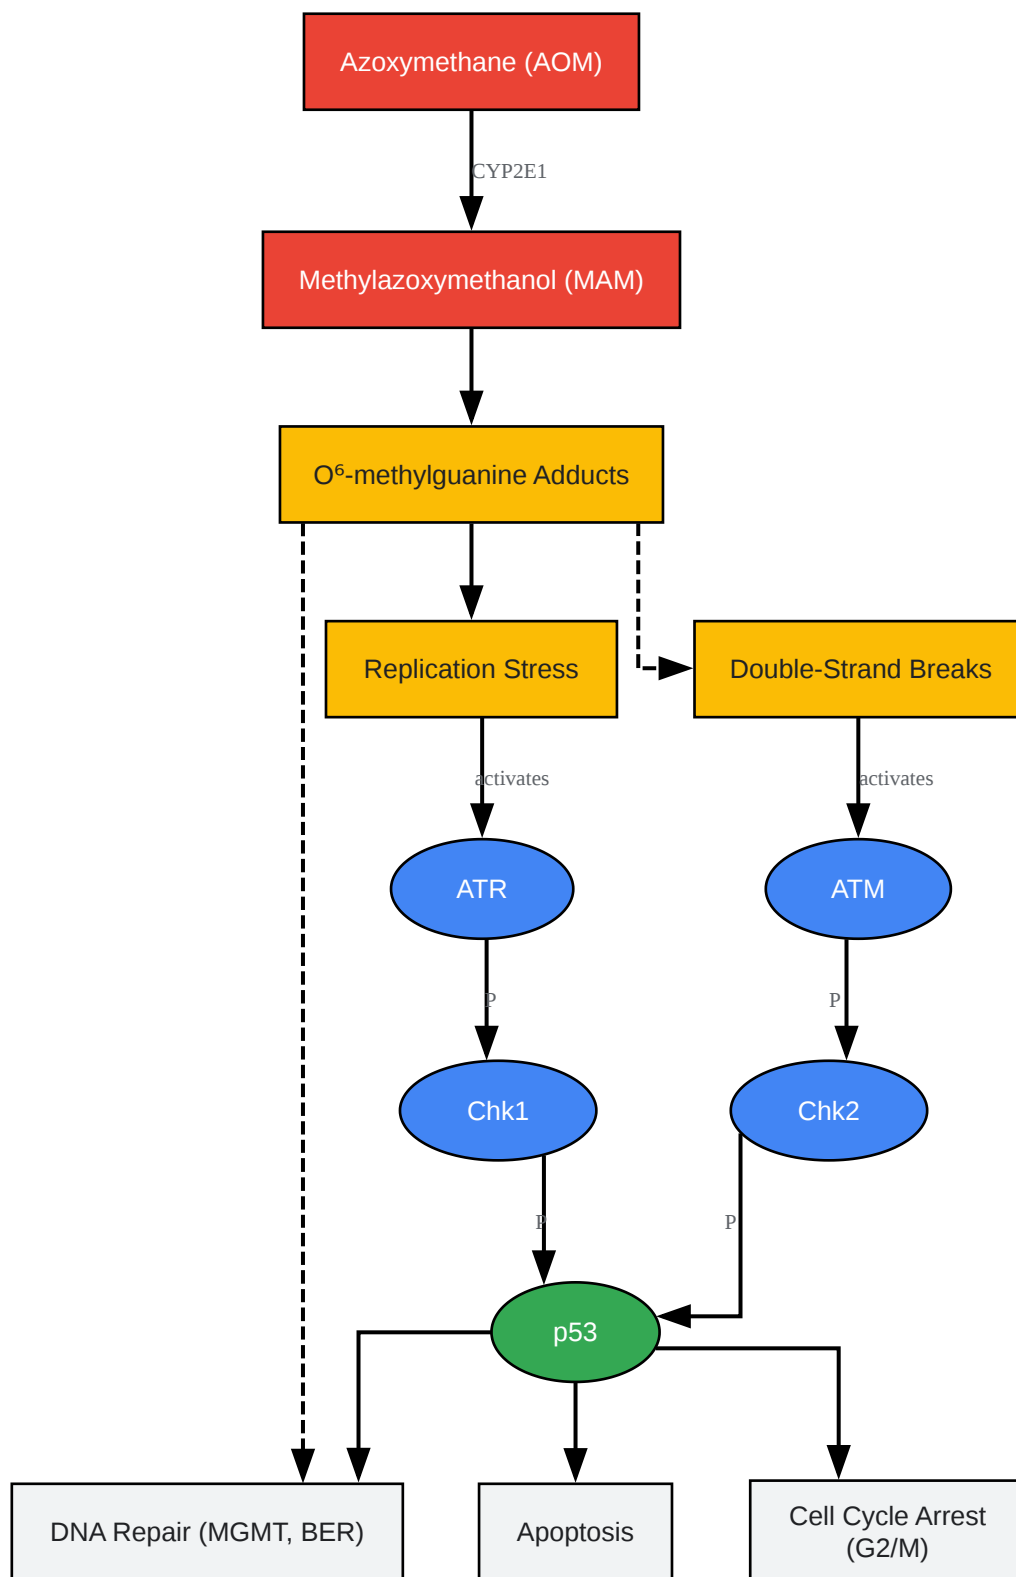 Azoxymethane (AOM)
CYP2E1
Methylazoxymethanol (MAM)
O⁶-methylguanine Adducts
Replication Stress
Double-Strand Breaks
activates
activates
ATR
ATM
P
P
Chk1
Chk2
P
P
p53
DNA Repair (MGMT, BER)
Apoptosis
Cell Cycle Arrest
(G2/M)